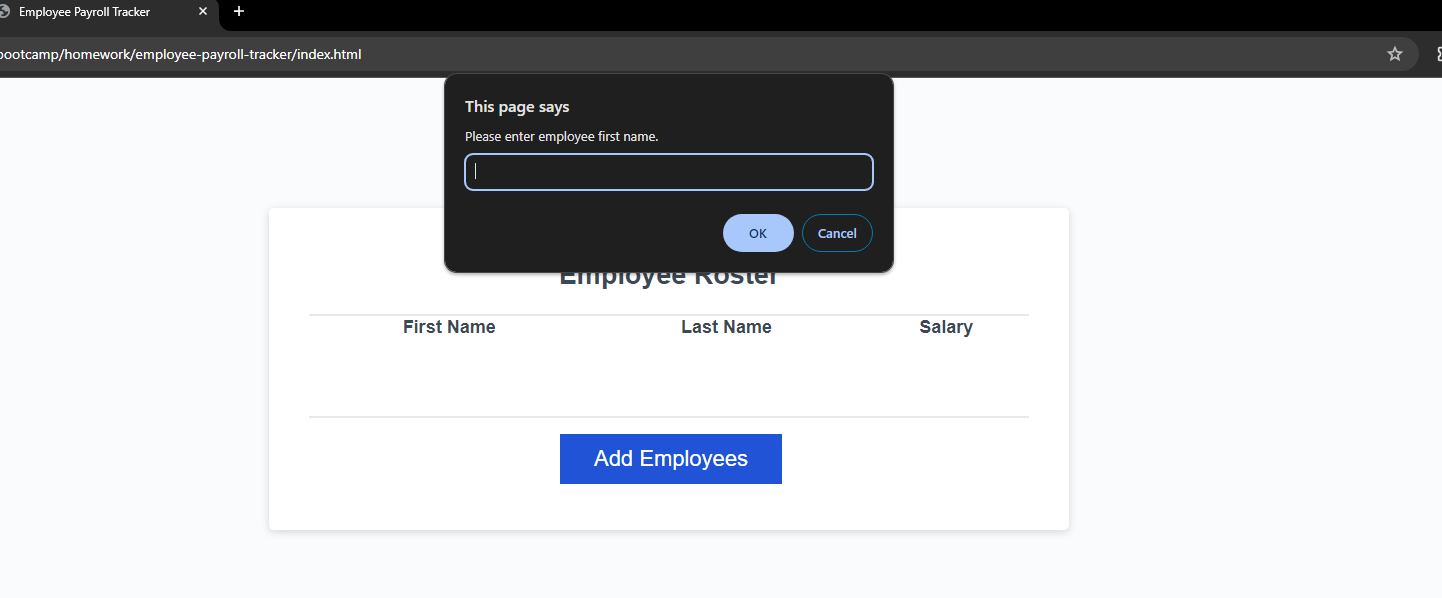 Employee Payroll Tracker
bootcamp/homework/employee-payroll-tracker/index.html
This page says
Please enter employee first name.
OK Cancel
Employee Roster
First Name Last Name Salary
Add Employees